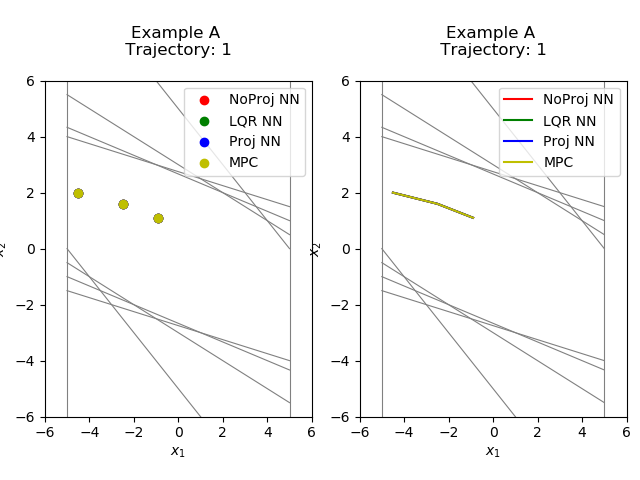 Example A
Trajectory: 1
6
4
2
0
−2
−4
−6
x₂
NoProj NN
LQR NN
Proj NN
MPC
−6
−4
−2
0
2
4
6
x₁
Example A
Trajectory: 1
6
4
2
0
−2
−4
−6
x₂
NoProj NN
LQR NN
Proj NN
MPC
−6
−4
−2
0
2
4
6
x₁